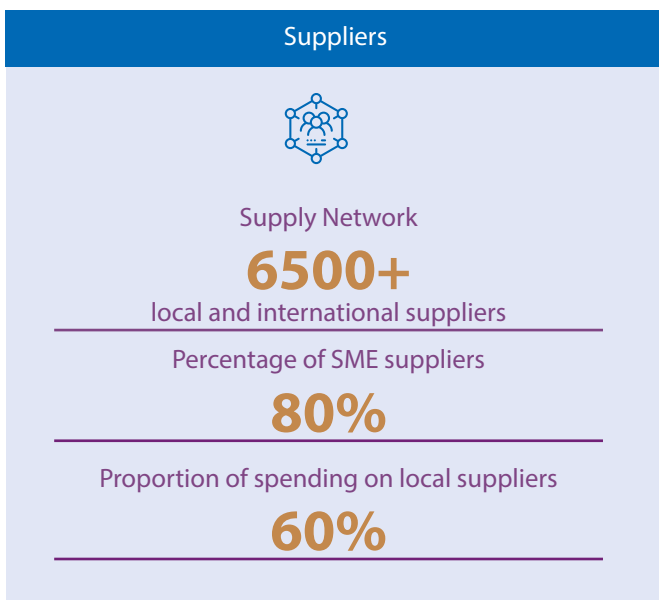 Suppliers
Supply Network
6500+
local and international suppliers
Percentage of SME suppliers
80%
Proportion of spending on local suppliers
60%